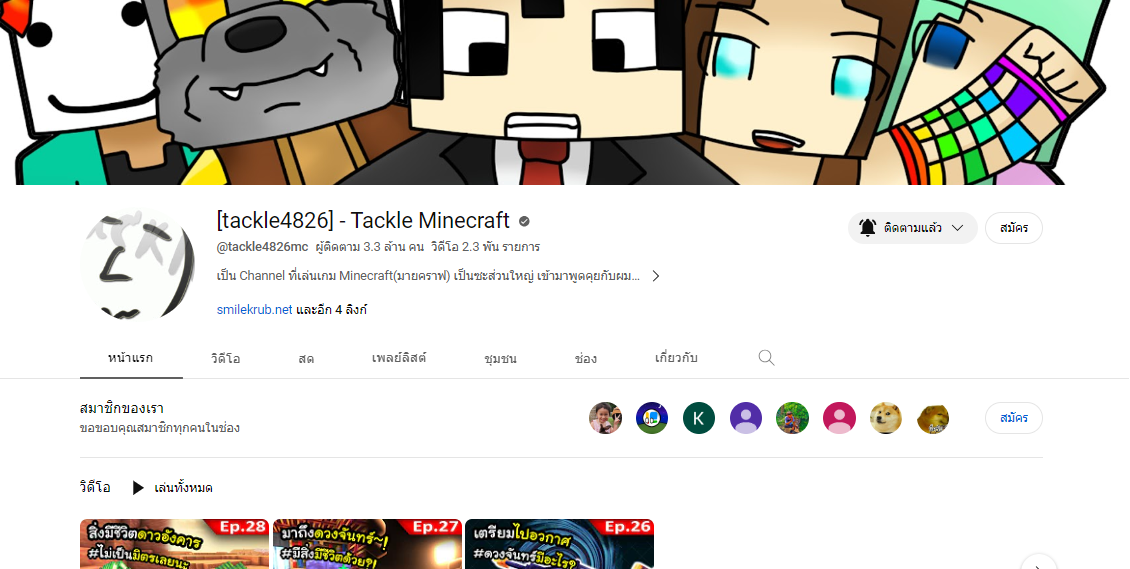 [tackle4826] - Tackle Minecraft
@tackle4826mc ผู้ติดตาม 3.3 ล้าน คน วิดีโอ 2.3 พัน รายการ
ติดตามแล้ว
สมัคร
เป็น Channel ที่เล่นเกม Minecraft(มายคราฟ) เป็นซะส่วนใหญ่ เข้ามาพูดคุยกับผม...
smilekrub.net และอีก 4 ลิงก์
หน้าแรก วิดีโอ สด เพลย์ลิสต์ ชุมชน ช่อง เกี่ยวกับ
สมาชิกของเรา
ขอขอบคุณสมาชิกทุกคนในช่อง
K
สมัคร
วิดีโอ เล่นทั้งหมด
Ep.28
สิ่งมีชีวิตดาวอังคาร
#ไม่เป็นมิตรเลยนะ
Ep.27
มาถึงดวงจันทร์~!
#มีสิ่งมีชีวิตด้วย?!
Ep.26
เตรียมไปอวกาศ
#ดวงจันทร์มีอะไร?